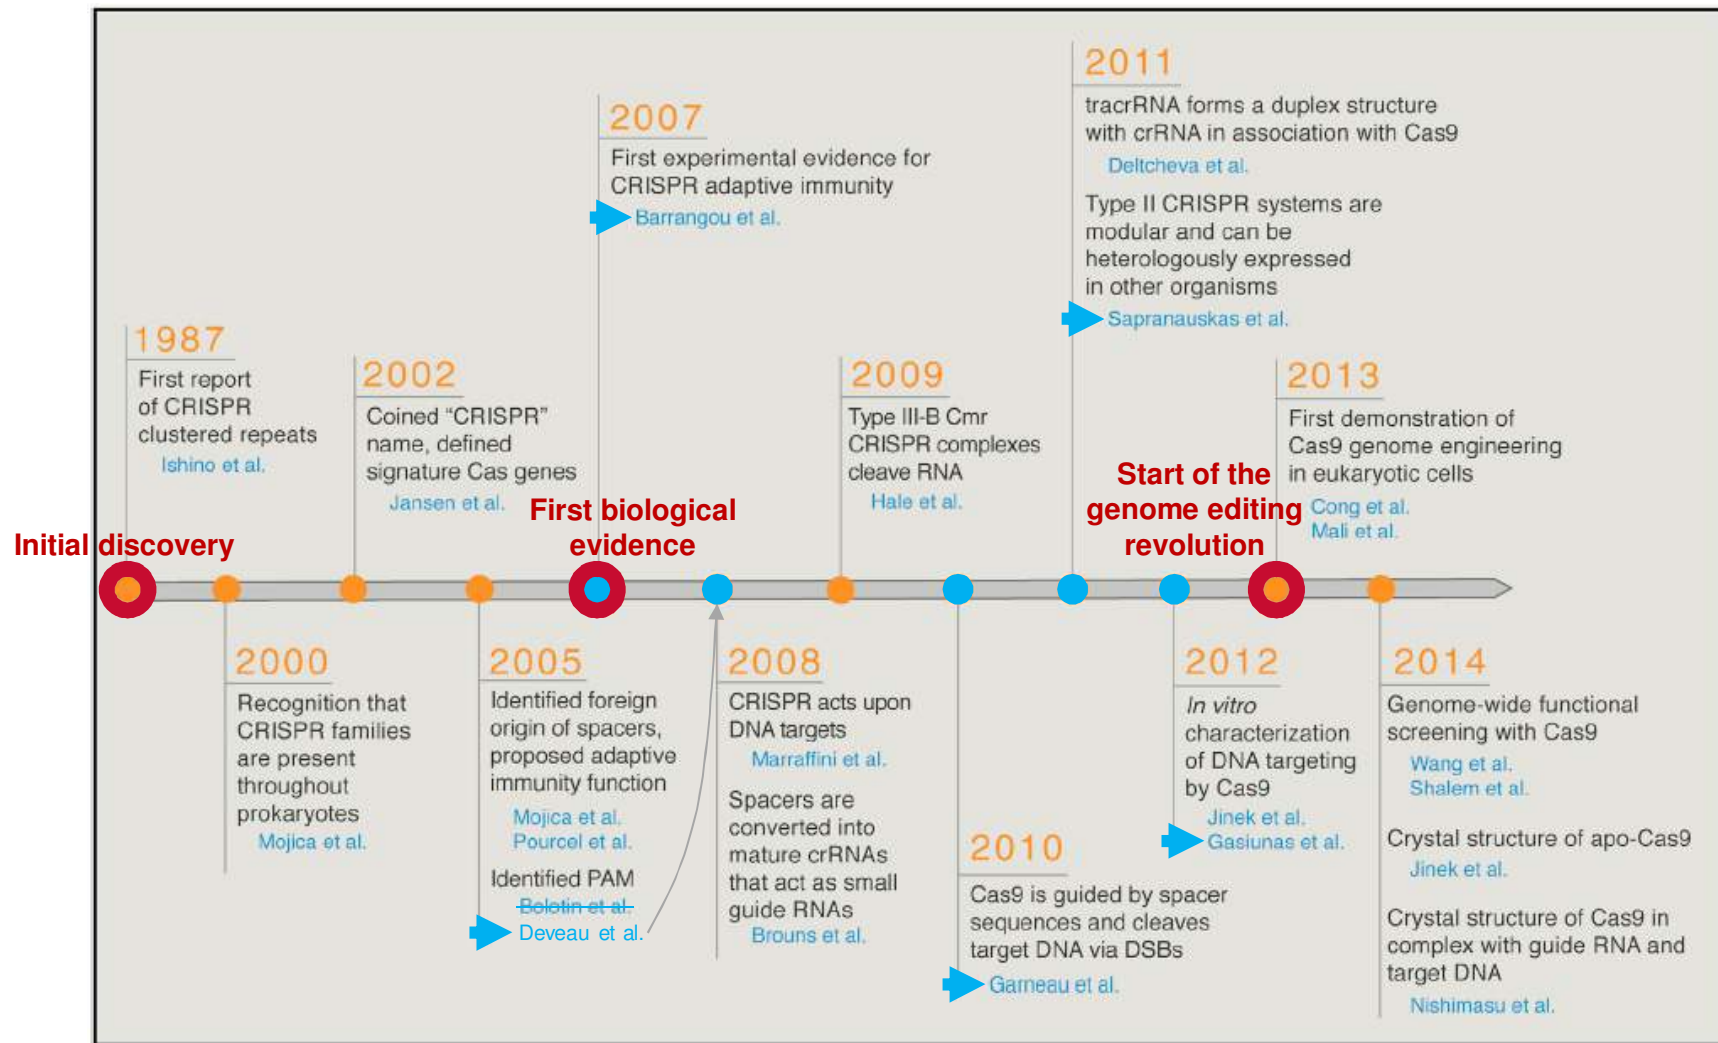 1987
First report
of CRISPR
clustered repeats
Ishino et al.
Initial discovery
2000
Recognition that
CRISPR families
are present
throughout
prokaryotes
Mojica et al.
2002
Coined “CRISPR”
name, defined
signature Cas genes
Jansen et al.
2005
Identified foreign
origin of spacers,
proposed adaptive
immunity function
Mojica et al.
Pourcel et al.
Identified PAM
Bolotin et al.
Deveau et al.
2007
First experimental evidence for
CRISPR adaptive immunity
Barrangou et al.
First biological
evidence
2008
CRISPR acts upon
DNA targets
Marraffini et al.
Spacers are
converted into
mature crRNAs
that act as small
guide RNAs
Brouns et al.
2009
Type III-B Cmr
CRISPR complexes
cleave RNA
Hale et al.
2010
Cas9 is guided by spacer
sequences and cleaves
target DNA via DSBs
Garneau et al.
2011
tracrRNA forms a duplex structure
with crRNA in association with Cas9
Deltcheva et al.
Type II CRISPR systems are
modular and can be
heterologously expressed
in other organisms
Sapranauskas et al.
2012
In vitro
characterization
of DNA targeting
by Cas9
Jinek et al.
Gasiunas et al.
2013
First demonstration of
Cas9 genome engineering
in eukaryotic cells
Cong et al.
Mali et al.
Start of the
genome editing
revolution
2014
Genome-wide functional
screening with Cas9
Wang et al.
Shalem et al.
Crystal structure of apo-Cas9
Jinek et al.
Crystal structure of Cas9 in
complex with guide RNA and
target DNA
Nishimasu et al.